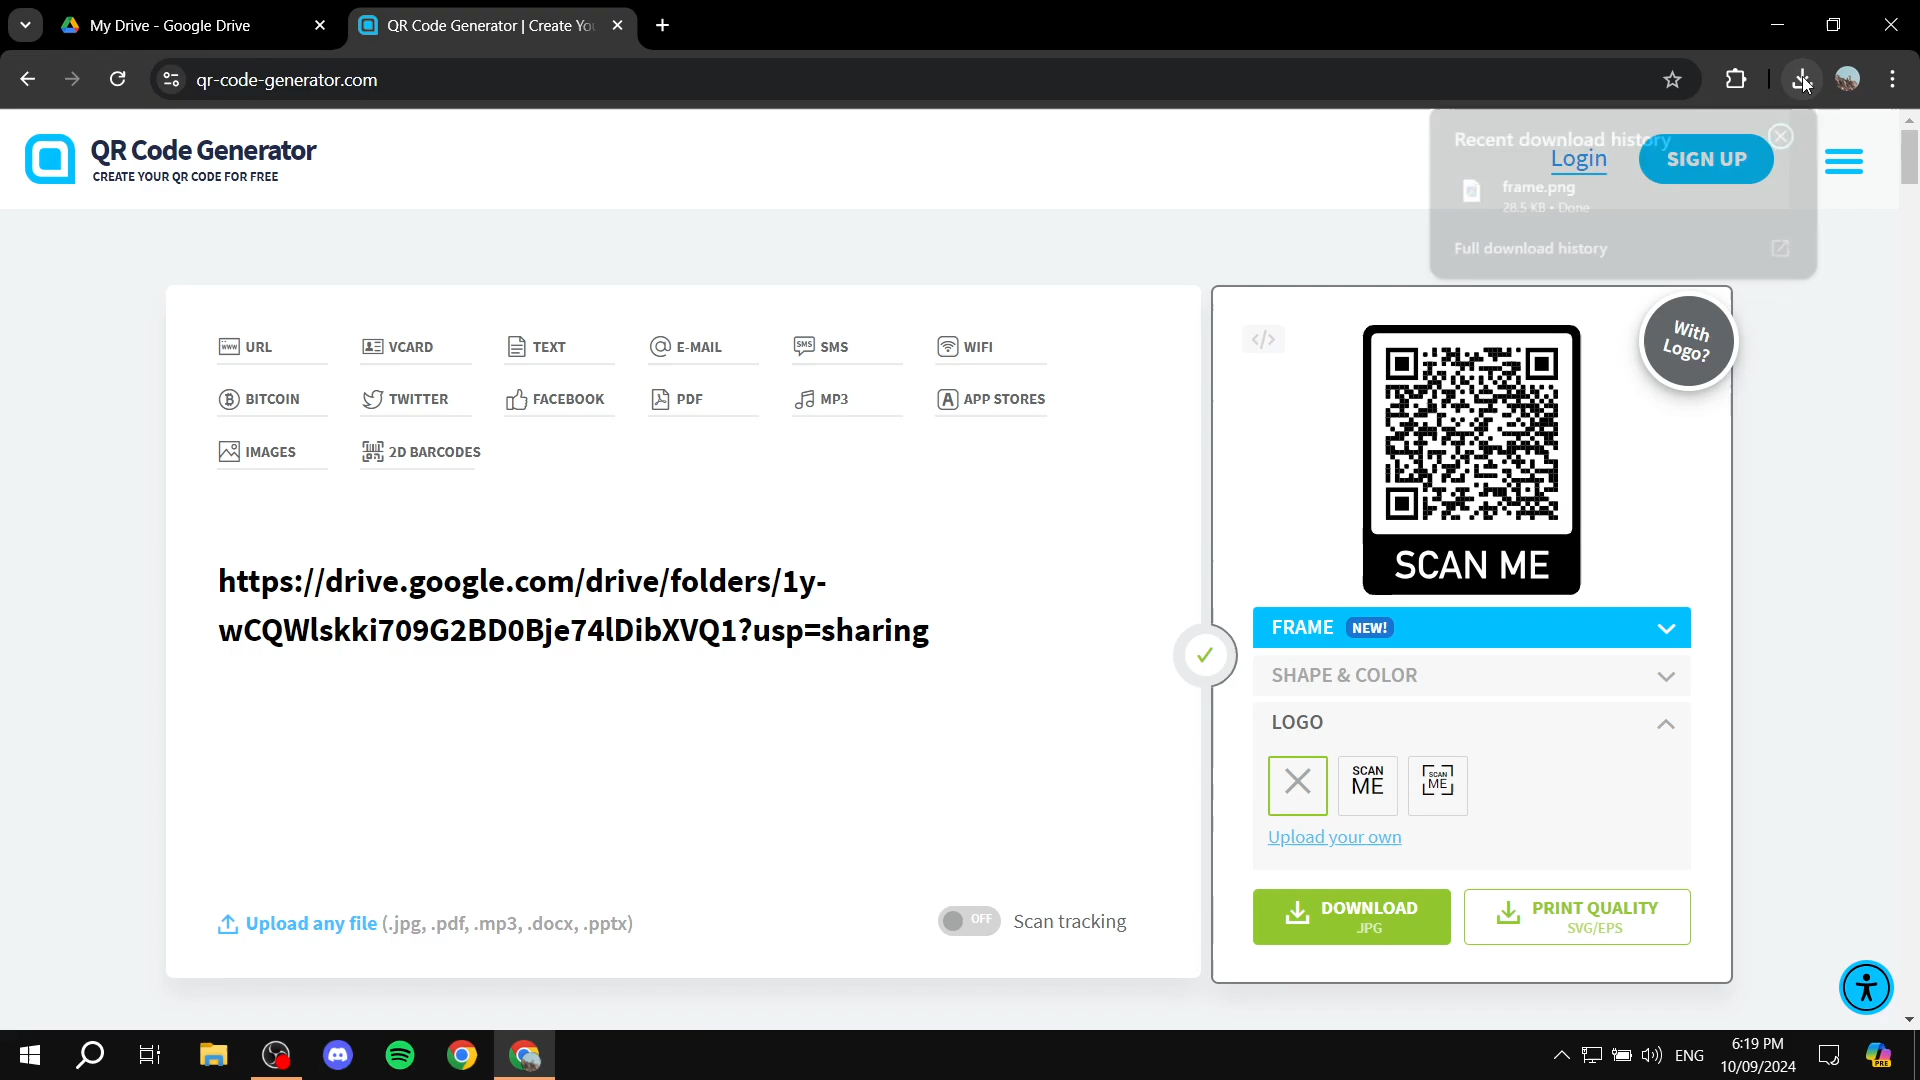 My Drive - Google Drive
QR Code Generator | Create You
qr-code-generator.com
QR Code Generator
CREATE YOUR QR CODE FOR FREE
Recent download history
Login
SIGN UP
frame.png
28.5 KB • Done
Full download history
URL
VCARD
TEXT
E-MAIL
SMS
SMS
WIFI
BITCOIN
TWITTER
FACEBOOK
PDF
MP3
APP STORES
IMAGES
2D BARCODES
https://drive.google.com/drive/folders/1y-
wCQWlskki709G2BD0Bje74lDibXVQ1?usp=sharing
Upload any file (.jpg, .pdf, .mp3, .docx, .pptx)
OFF
Scan tracking
With
Logo?
</>
SCAN ME
FRAME NEW!
SHAPE & COLOR
LOGO
SCAN
ME
SCAN
ME
Upload your own
DOWNLOAD
JPG
PRINT QUALITY
SVG/EPS
ENG
6:19 PM
10/09/2024
PRE